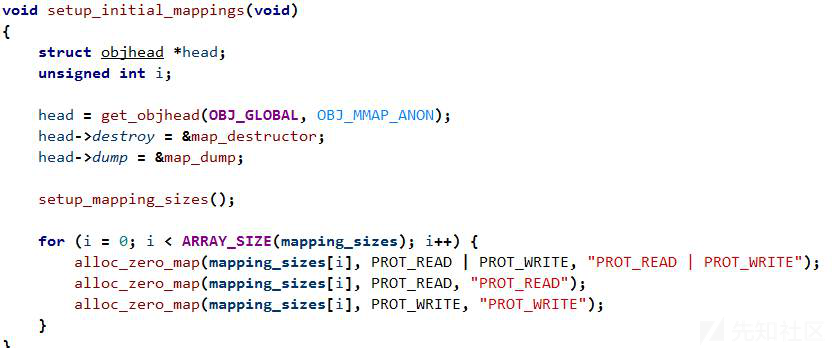 void setup_initial_mappings(void)
{
    struct objhead *head;
    unsigned int i;

    head = get_objhead(OBJ_GLOBAL, OBJ_MMAP_ANON);
    head->destroy = &map_destructor;
    head->dump = &map_dump;

    setup_mapping_sizes();

    for (i = 0; i < ARRAY_SIZE(mapping_sizes); i++) {
        alloc_zero_map(mapping_sizes[i], PROT_READ | PROT_WRITE, "PROT_READ | PROT_WRITE");
        alloc_zero_map(mapping_sizes[i], PROT_READ, "PROT_READ");
        alloc_zero_map(mapping_sizes[i], PROT_WRITE, "PROT_WRITE");
    }
}
先知社区